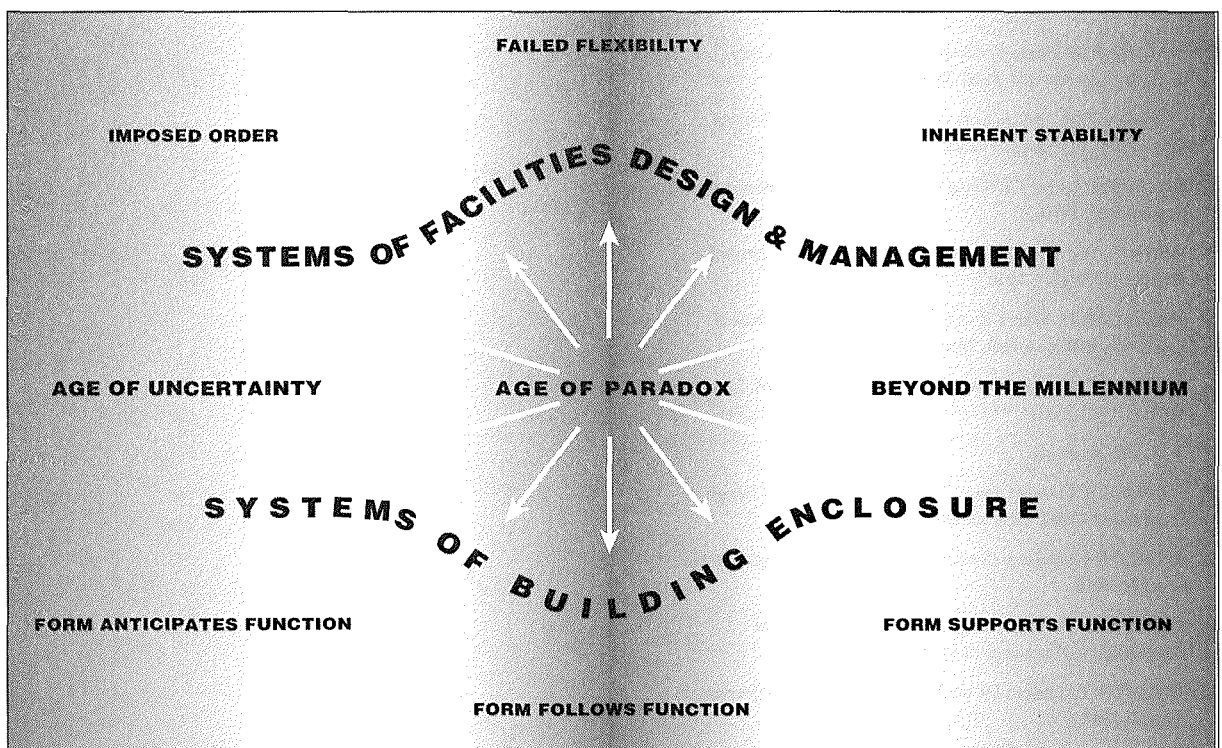 FAILED FLEXIBILITY
IMPOSED ORDER
INHERENT STABILITY
SYSTEMS OF FACILITIES DESIGN & MANAGEMENT
AGE OF UNCERTAINTY
AGE OF PARADOX
BEYOND THE MILLENNIUM
SYSTEMS OF BUILDING ENCLOSURE
FORM ANTICIPATES FUNCTION
FORM SUPPORTS FUNCTION
FORM FOLLOWS FUNCTION